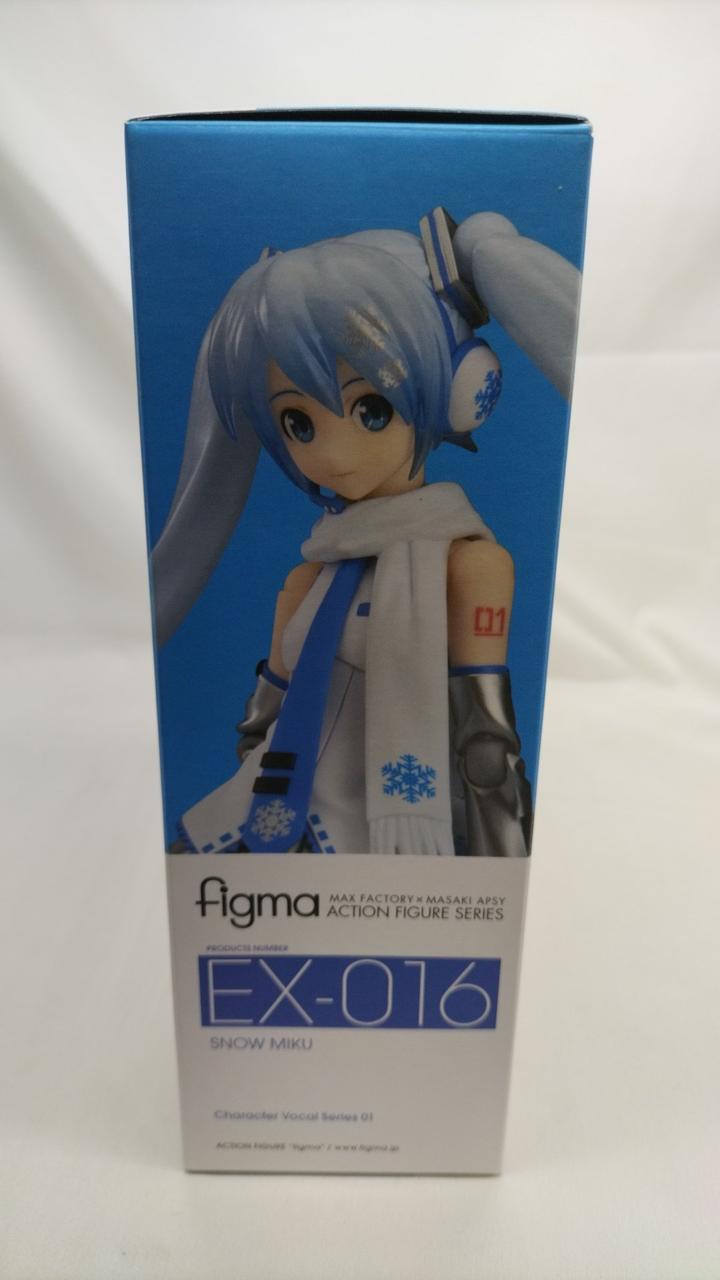 01
figma MAX FACTORY × MASAKI APSY
ACTION FIGURE SERIES
PRODUCTS NUMBER
EX-016
SNOW MIKU
Character Vocal Series 01
ACTION FIGURE "figma" / www.figma.jp